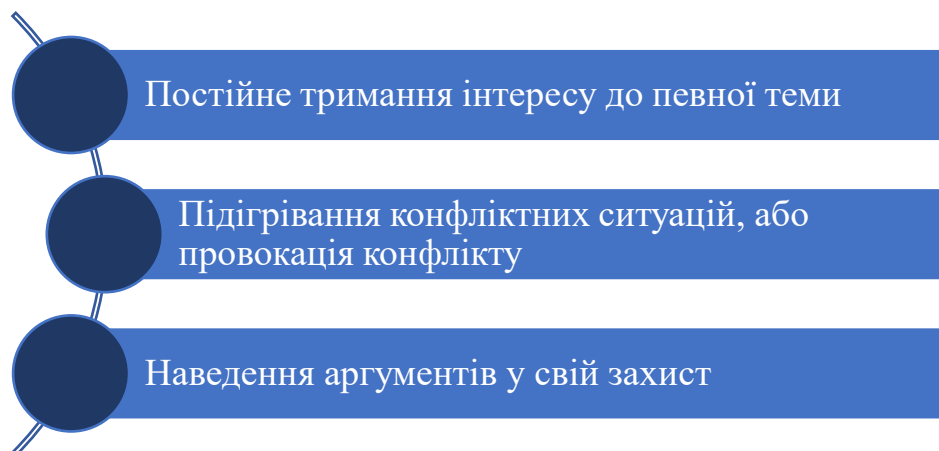 Постійне тримання інтересу до певної теми
Підігрівання конфліктних ситуацій, або
провокація конфлікту
Наведення аргументів у свій захист